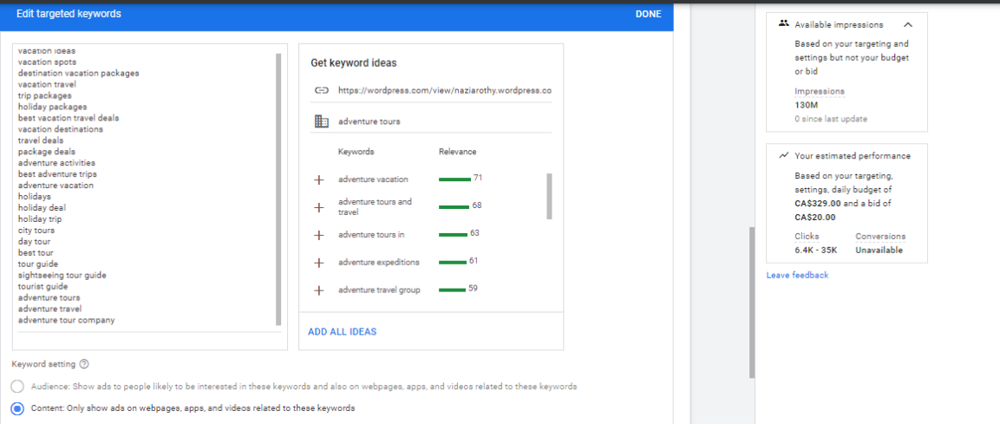 Edit targeted keywords
DONE
vacation ideas
vacation spots
destination vacation packages
vacation travel
trip packages
holiday packages
best vacation travel deals
vacation destinations
travel deals
package deals
adventure activities
best adventure trips
adventure vacation
holidays
holiday deal
holiday trip
city tours
day tour
best tour
tour guide
sightseeing tour guide
tourist guide
adventure tours
adventure travel
adventure tour company
Get keyword ideas
https://wordpress.com/view/naziarothy.wordpress.co
adventure tours
Keywords Relevance
+ adventure vacation 71
+ adventure tours and
travel 68
+ adventure tours in 63
+ adventure expeditions 61
+ adventure travel group 59
ADD ALL IDEAS
Keyword setting ?
Audience: Show ads to people likely to be interested in these keywords and also on webpages, apps, and videos related to these keywords
Content: Only show ads on webpages, apps, and videos related to these keywords
Available impressions
Based on your targeting and
settings but not your budget
or bid
Impressions
130M
0 since last update
Your estimated performance
Based on your targeting,
settings, daily budget of
CA$329.00 and a bid of
CA$20.00
Clicks Conversions
6.4K - 35K Unavailable
Leave feedback